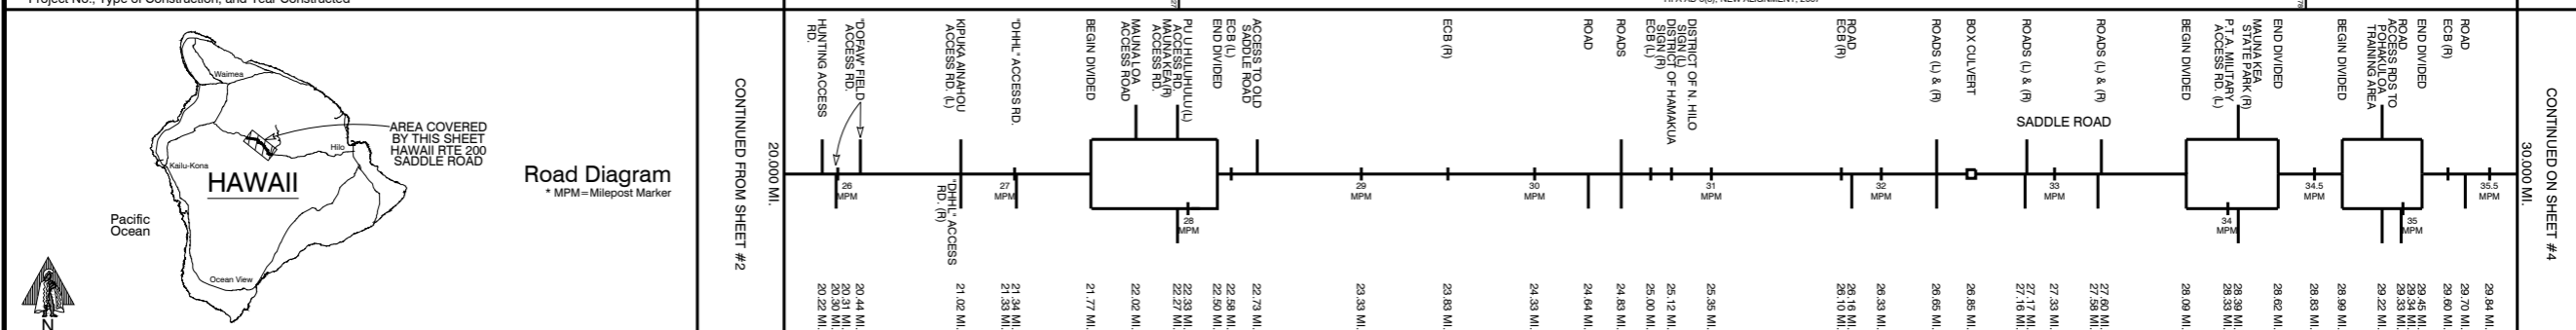 Project No., Type of Construction, and Year Constructed
Waimea
Hilo
Kailu-Kona
HAWAII
Ocean View
Pacific
Ocean
N
AREA COVERED
BY THIS SHEET
HAWAII RTE 200
SADDLE ROAD
Road Diagram
* MPM=Milepost Marker
CONTINUED FROM SHEET #2
20.000 MI.
HUNTING ACCESS
RD.
"DOFAW" FIELD
ACCESS RD.
KIPUKA AINAHOU
ACCESS RD. (L)
"DHHL" ACCESS
RD. (R)
"DHHL" ACCESS RD.
BEGIN DIVIDED
MAUNA LOA
ACCESS ROAD
PU U HULUHULU(L)
ACCESS RD.
MAUNA KEA(R)
ACCESS RD.
END DIVIDED
ECB (L)
ACCESS TO OLD
SADDLE ROAD
ECB (R)
ROAD
ROADS
ECB (L)
SIGN (R)
DISTRICT OF HAMAKUA
SIGN (L)
DISTRICT OF N. HILO
ECB (R)
ROAD
ROADS (L) & (R)
BOX CULVERT
ROADS (L) & (R)
SADDLE ROAD
ROADS (L) & (R)
BEGIN DIVIDED
P.T.A. MILITARY
ACCESS RD. (L)
MAUNA KEA
STATE PARK (R)
END DIVIDED
BEGIN DIVIDED
ACCESS RDS TO
POHAKULOA
TRAINING AREA
ROAD
END DIVIDED
ECB (R)
ROAD
26
MPM
27
MPM
28
MPM
29
MPM
30
MPM
31
MPM
32
MPM
33
MPM
34
MPM
34.5
MPM
35
MPM
35.5
MPM
20.22 MI.
20.30 MI.
20.31 MI.
20.44 MI.
21.02 MI.
21.33 MI.
21.34 MI.
21.77 MI.
22.02 MI.
22.27 MI.
22.33 MI.
22.50 MI.
22.58 MI.
22.73 MI.
23.33 MI.
23.83 MI.
24.33 MI.
24.64 MI.
24.83 MI.
25.00 MI.
25.12 MI.
25.35 MI.
26.10 MI.
26.16 MI.
26.33 MI.
26.65 MI.
26.85 MI.
27.16 MI.
27.17 MI.
27.33 MI.
27.58 MI.
27.60 MI.
28.09 MI.
28.33 MI.
28.39 MI.
28.62 MI.
28.83 MI.
28.99 MI.
29.22 MI.
29.33 MI.
29.34 MI.
29.45 MI.
29.60 MI.
29.70 MI.
29.84 MI.
30.000 MI.
CONTINUED ON SHEET #4